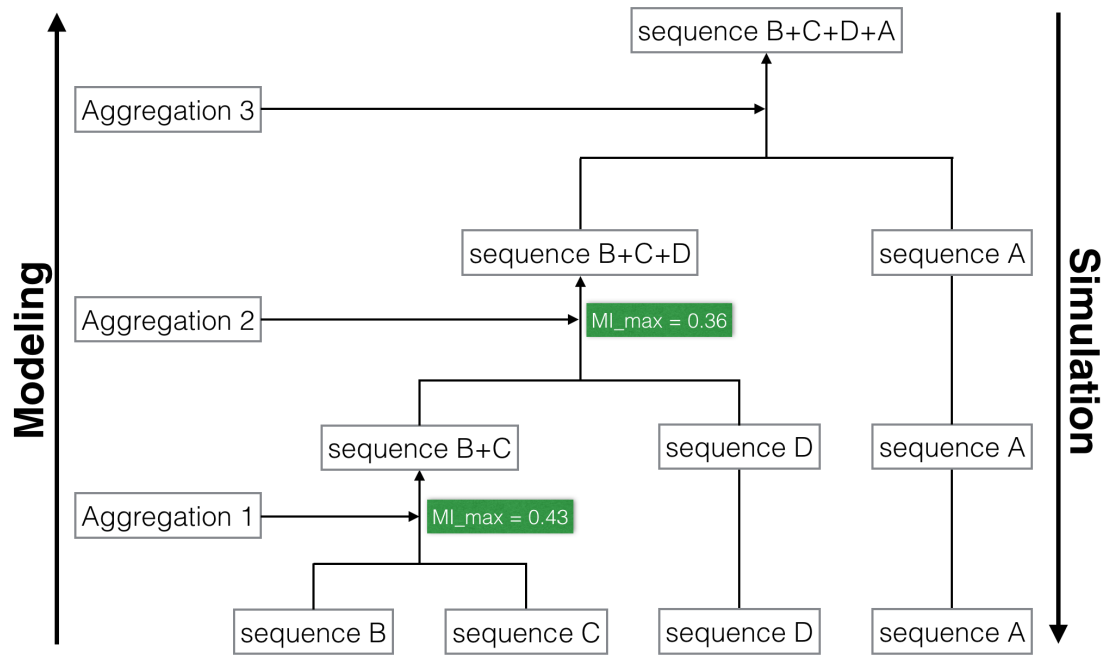 sequence B+C+D+A
Aggregation 3
sequence B+C+D
sequence A
Aggregation 2
MI_max = 0.36
Modeling
Simulation
sequence B+C
sequence D
sequence A
Aggregation 1
MI_max = 0.43
sequence B
sequence C
sequence D
sequence A